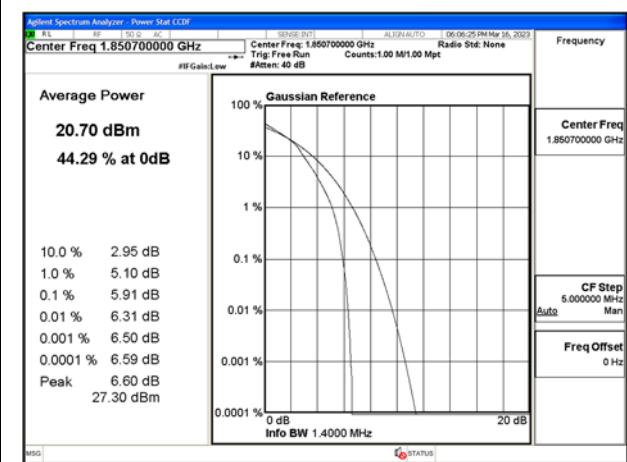 Agilent Spectrum Analyzer - Power Stat CCDF
RL RF 50 Ω AC SENSE:INT ALIGNAUTO 06:06:25 PM Mar 16, 2023
Center Freq 1.850700000 GHz
Center Freq: 1.850700000 GHz Radio Std: None
Trig: Free Run Counts:1.00 M/1.00 Mpt
#IFGain:Low #Atten: 40 dB
Frequency
Average Power
20.70 dBm
44.29 % at 0dB
10.0 % 2.95 dB
1.0 % 5.10 dB
0.1 % 5.91 dB
0.01 % 6.31 dB
0.001 % 6.50 dB
0.0001 % 6.59 dB
Peak 6.60 dB
27.30 dBm
Gaussian Reference
100 %
10 %
1 %
0.1 %
0.01 %
0.001 %
0.0001 %
0 dB 20 dB
Info BW 1.4000 MHz
Center Freq
1.850700000 GHz
CF Step
5.000000 MHz
Auto Man
Freq Offset
0 Hz
MSG STATUS